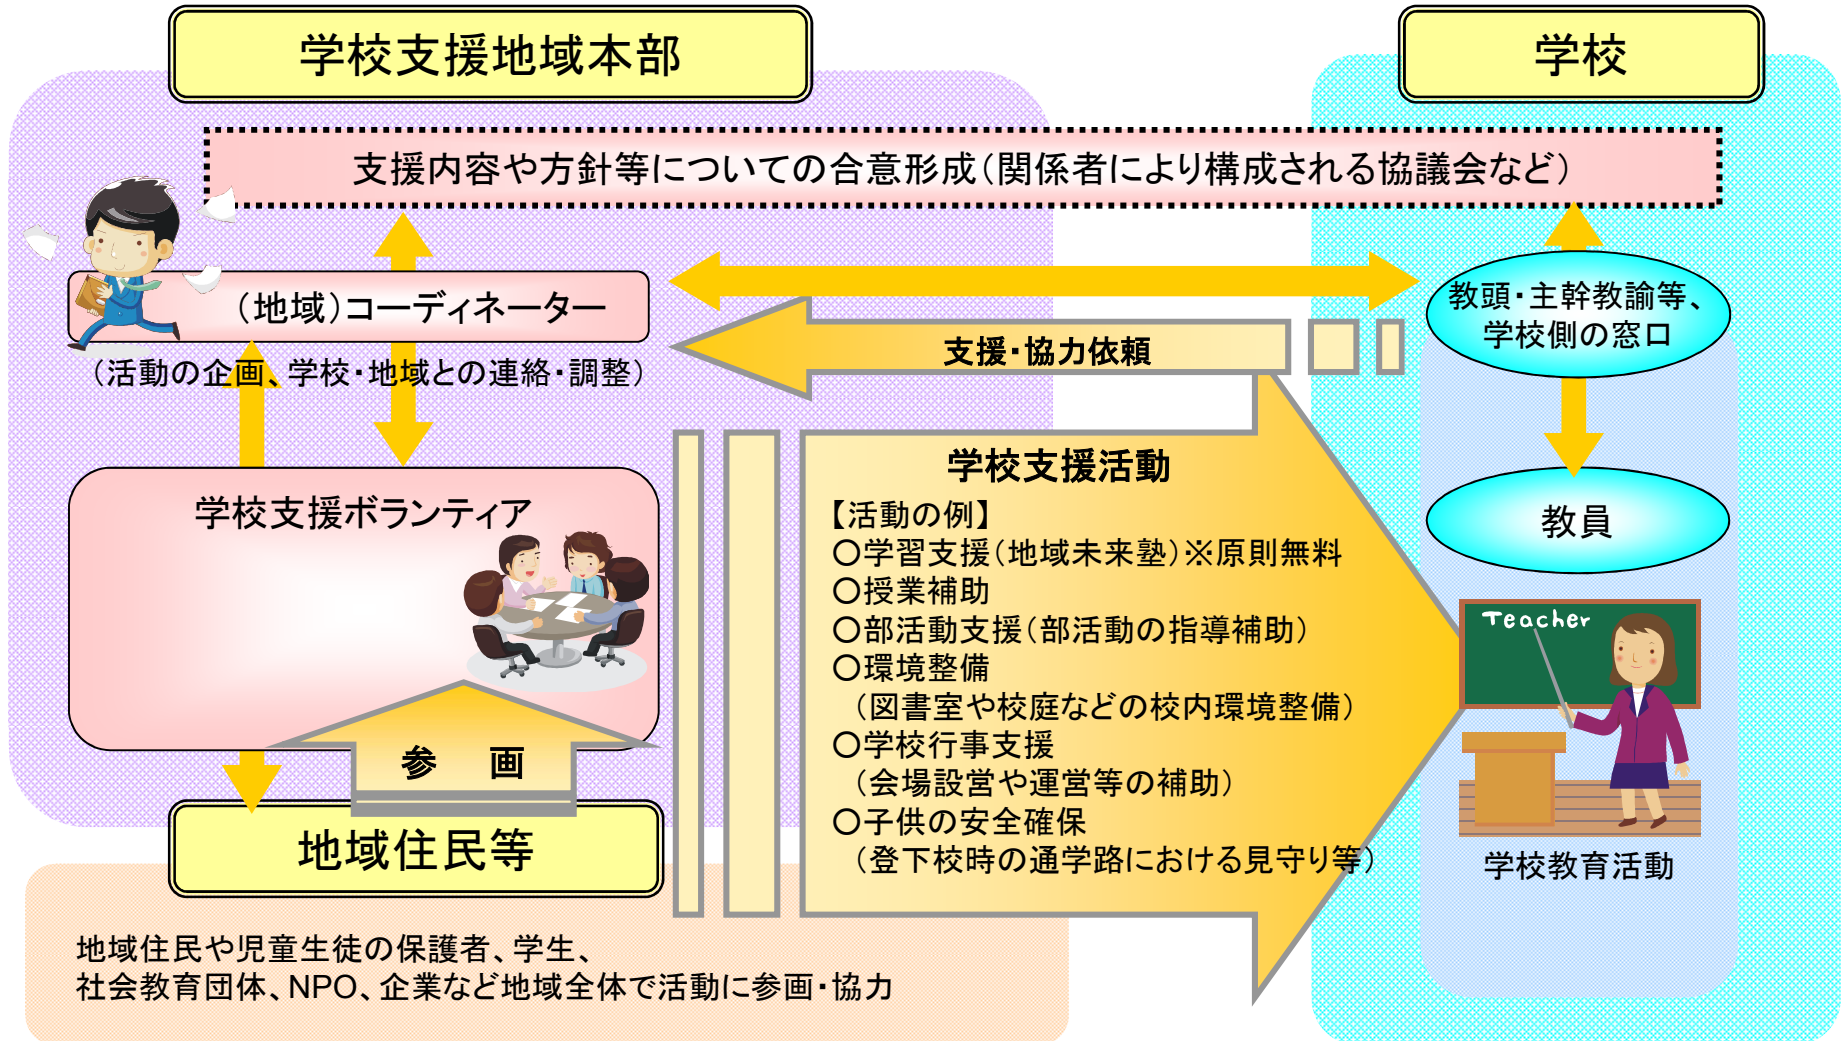 学校支援地域本部
学校
支援内容や方針等についての合意形成(関係者により構成される協議会など)
(地域)コーディネーター
(活動の企画、学校・地域との連絡・調整)
教頭・主幹教諭等、
学校側の窓口
支援・協力依頼
学校支援ボランティア
学校支援活動
【活動の例】
○学習支援(地域未来塾)※原則無料
○授業補助
○部活動支援(部活動の指導補助)
○環境整備
(図書室や校庭などの校内環境整備)
○学校行事支援
(会場設営や運営等の補助)
○子供の安全確保
(登下校時の通学路における見守り等)
教員
Teacher
学校教育活動
参 画
地域住民等
地域住民や児童生徒の保護者、学生、
社会教育団体、NPO、企業など地域全体で活動に参画・協力